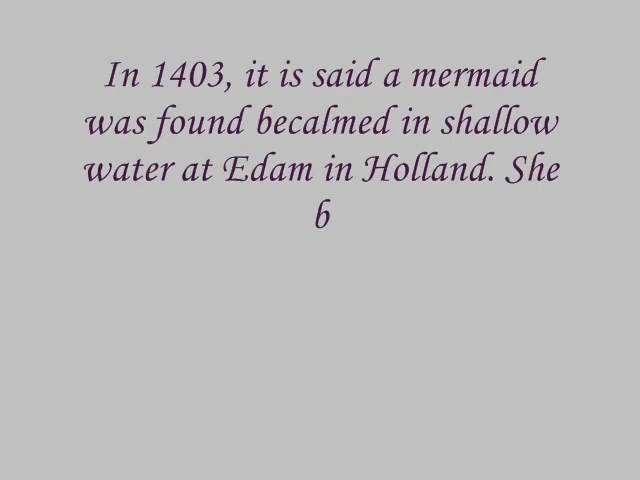 In 1403, it is said a mermaid
was found becalmed in shallow
water at Edam in Holland. She
b